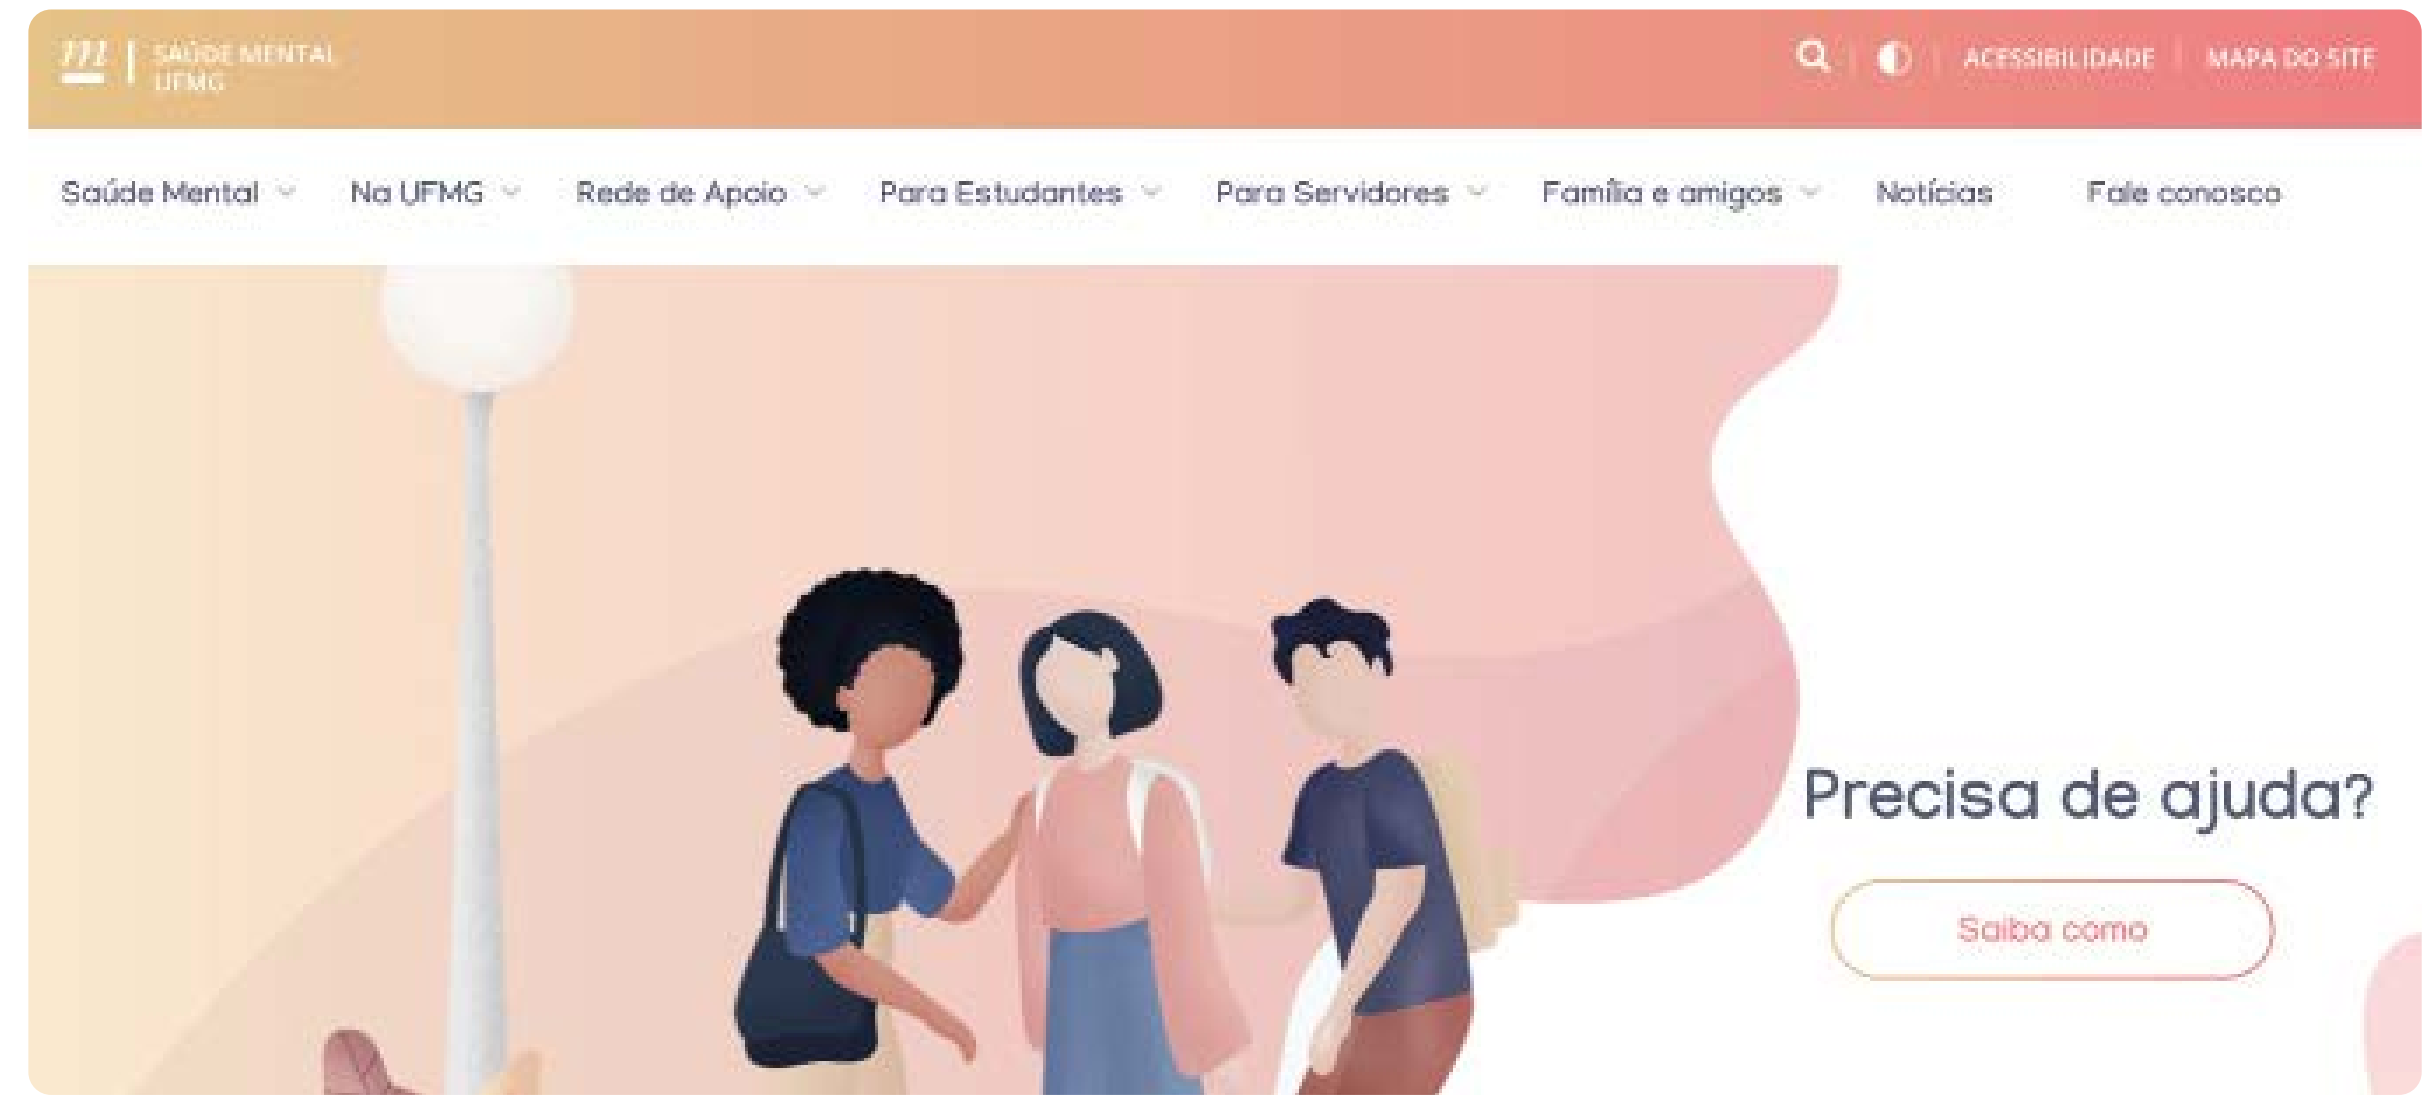 SAÚDE MENTAL
UFMG
ACESSIBILIDADE
MAPA DO SITE
Saúde Mental
Na UFMG
Rede de Apoio
Para Estudantes
Para Servidores
Família e amigos
Notícias
Fale conosco
Precisa de ajuda?
Saiba como